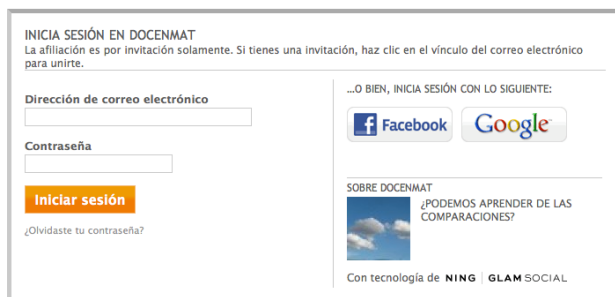 INICIA SESIÓN EN DOCENMAT
La afiliación es por invitación solamente. Si tienes una invitación, haz clic en el vínculo del correo electrónico
para unirte.
Dirección de correo electrónico
Contraseña
Iniciar sesión
¿Olvidaste tu contraseña?
...O BIEN, INICIA SESIÓN CON LO SIGUIENTE:
Facebook Google
SOBRE DOCENMAT
¿PODEMOS APRENDER DE LAS
COMPARACIONES?
Con tecnología de NING | GLAM SOCIAL